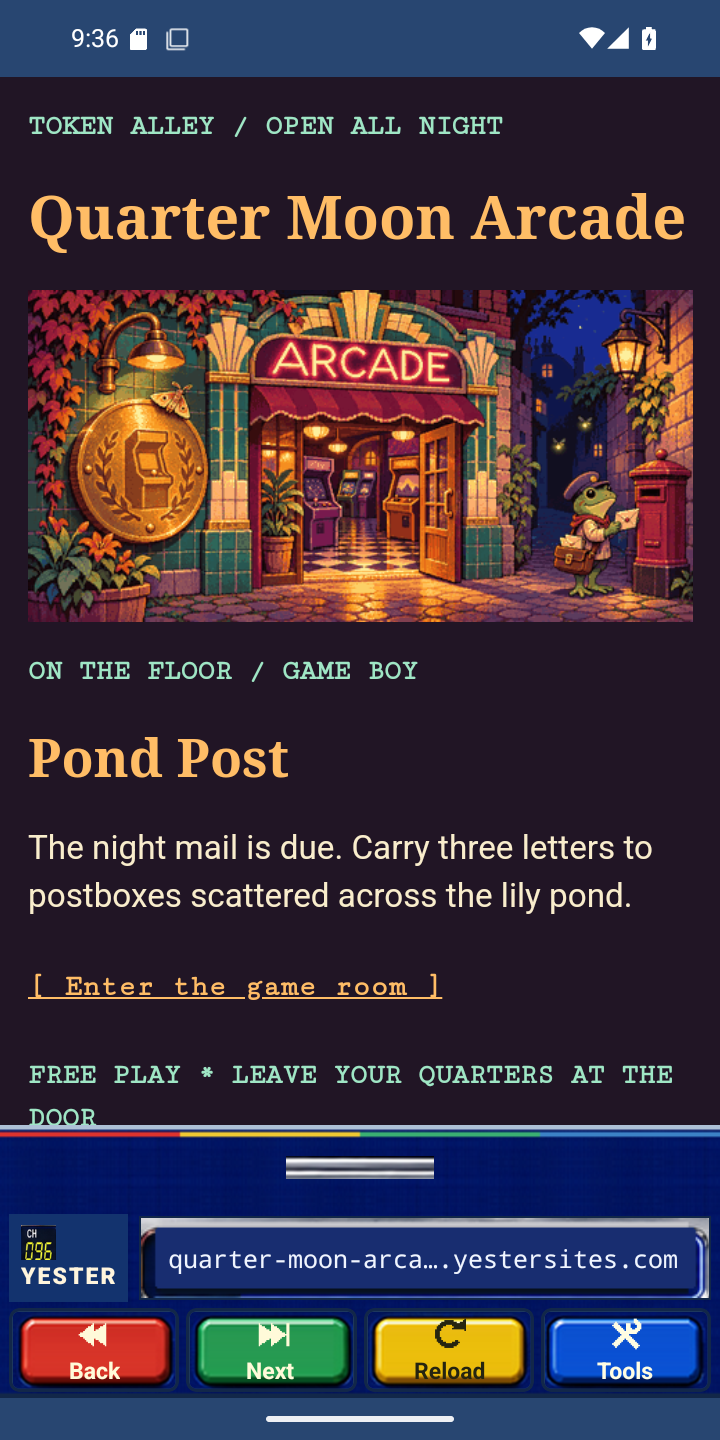 9:36
TOKEN ALLEY / OPEN ALL NIGHT
Quarter Moon Arcade
ARCADE
ON THE FLOOR / GAME BOY
Pond Post
The night mail is due. Carry three letters to
postboxes scattered across the lily pond.
[ Enter the game room ]
FREE PLAY * LEAVE YOUR QUARTERS AT THE
DOOR
CH
096
YESTER
quarter-moon-arca….yestersites.com
Back
Next
Reload
Tools